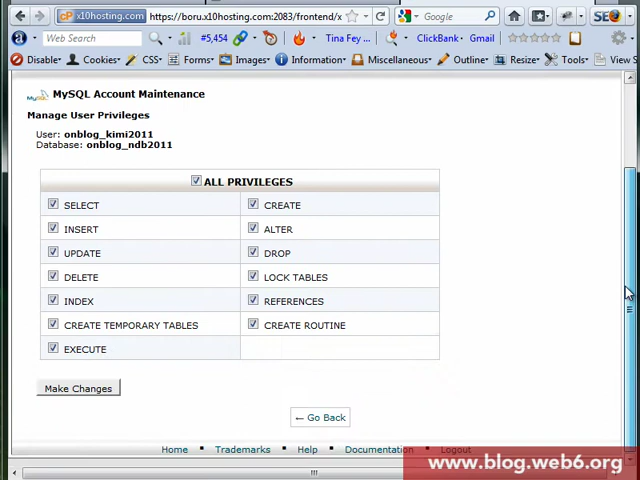 cP x10hosting.com https://boru.x10hosting.com:2083/frontend/x Google SEO
Web Search #5,454 Tina Fey ... Information ClickBank Gmail
Disable Cookies CSS Forms Images Information Miscellaneous Outline Resize Tools
MySQL Account Maintenance
Manage User Privileges
User: onblog_kimi2011
Database: onblog_ndb2011
ALL PRIVILEGES
SELECT CREATE
INSERT ALTER
UPDATE DROP
DELETE LOCK TABLES
INDEX REFERENCES
CREATE TEMPORARY TABLES CREATE ROUTINE
EXECUTE
Make Changes
← Go Back
Home ▪ Trademarks ▪ Help ▪ Documentation ▪ Logout
www.blog.web6.org